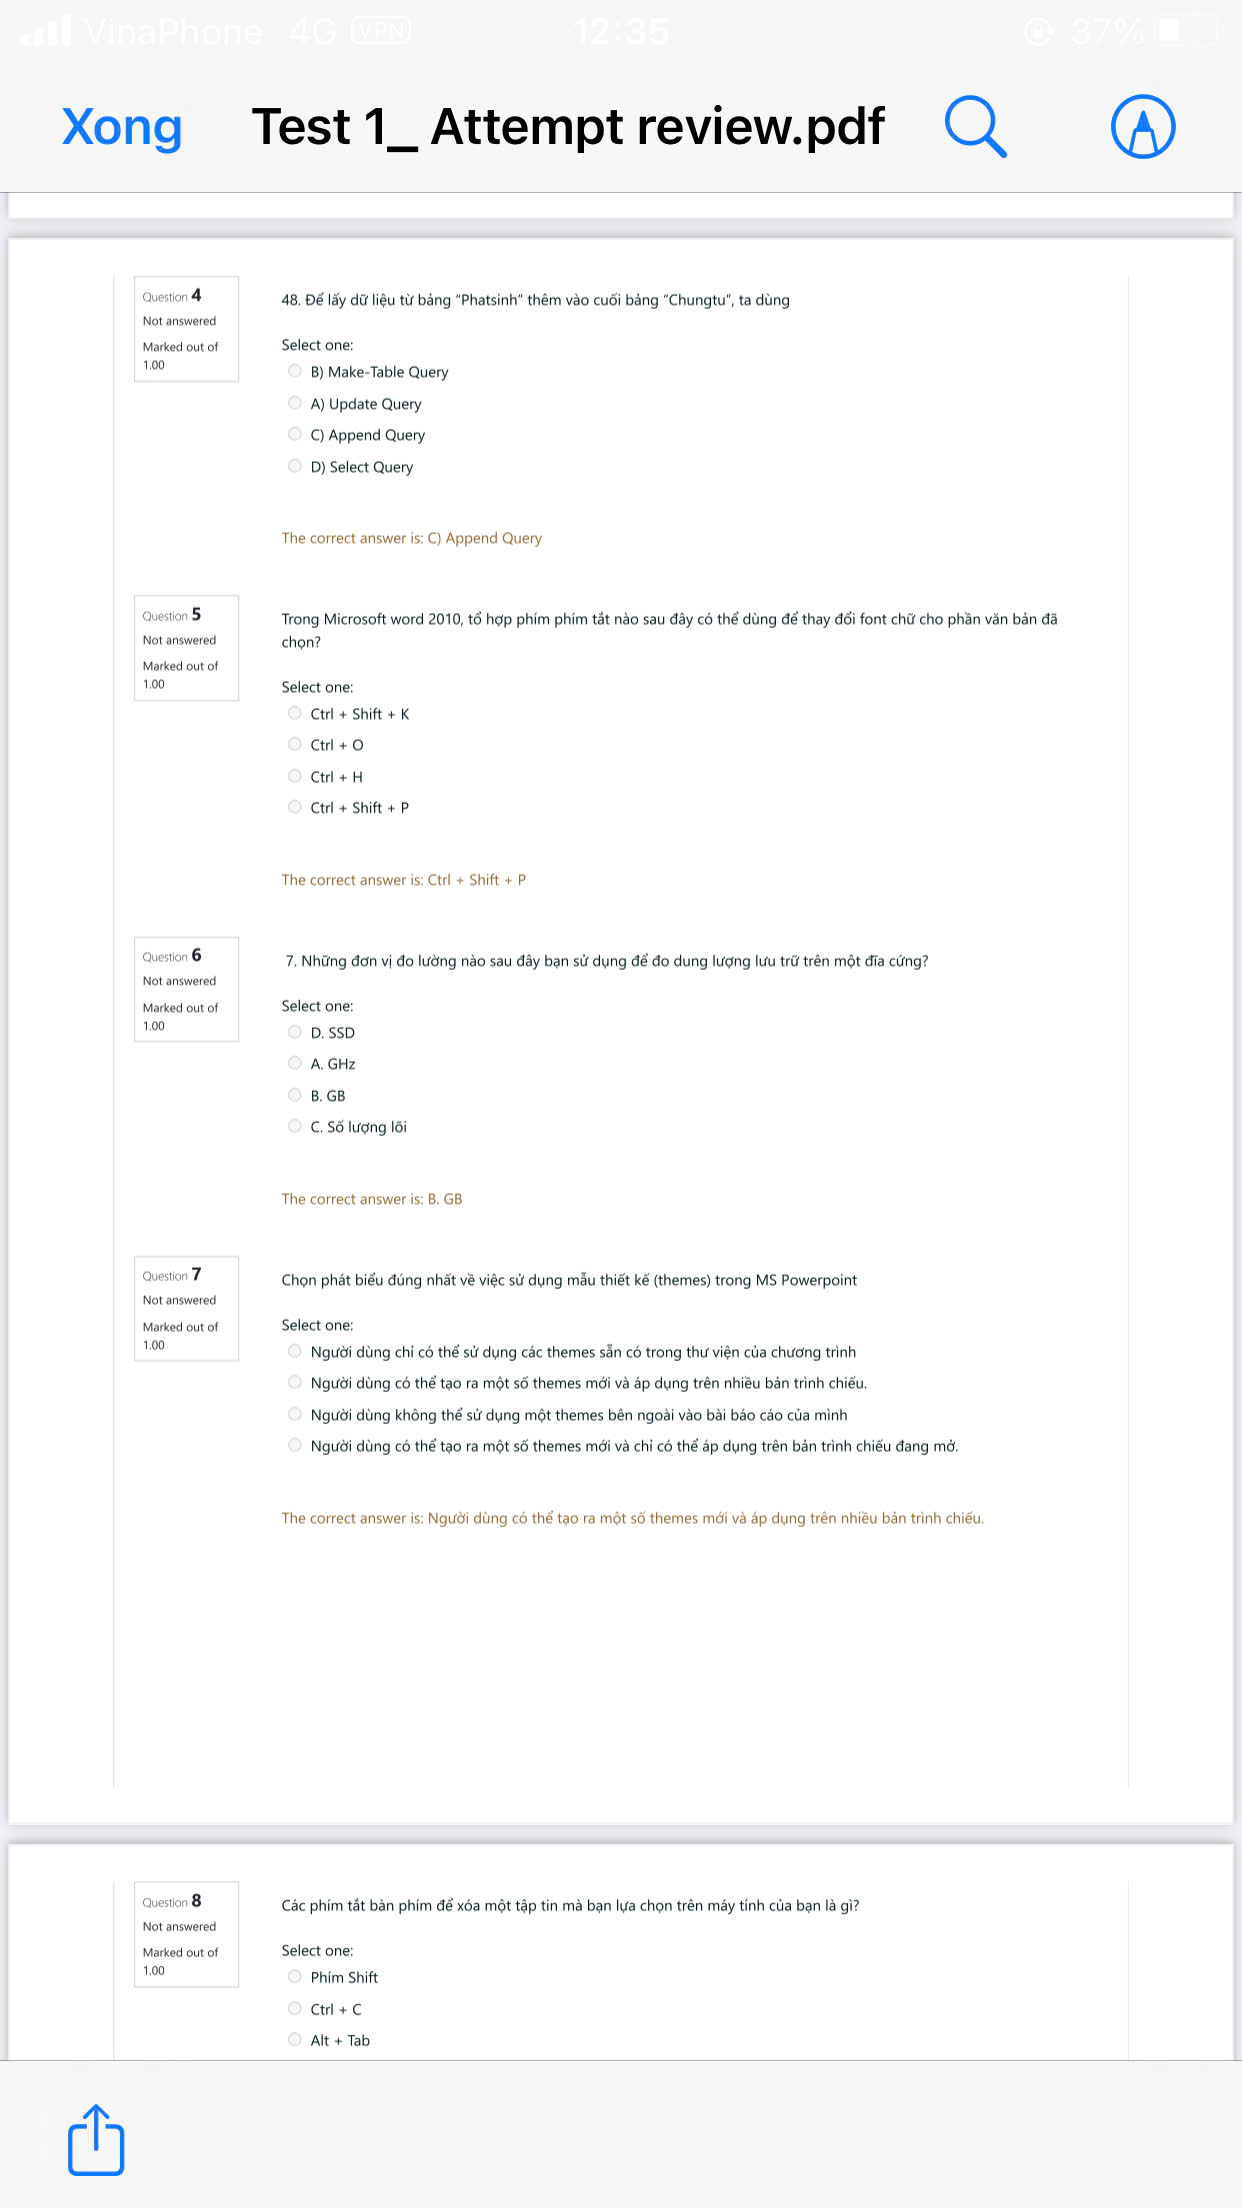 VinaPhone 4G VPN 12:35 37%
Xong Test 1_ Attempt review.pdf
Question 4
Not answered
Marked out of
1.00
48. Để lấy dữ liệu từ bảng "Phatsinh" thêm vào cuối bảng "Chungtu", ta dùng
Select one:
B) Make-Table Query
A) Update Query
C) Append Query
D) Select Query
The correct answer is: C) Append Query
Question 5
Not answered
Marked out of
1.00
Trong Microsoft word 2010, tổ hợp phím phím tắt nào sau đây có thể dùng để thay đổi font chữ cho phần văn bản đã
chọn?
Select one:
Ctrl + Shift + K
Ctrl + O
Ctrl + H
Ctrl + Shift + P
The correct answer is: Ctrl + Shift + P
Question 6
Not answered
Marked out of
1.00
7. Những đơn vị đo lường nào sau đây bạn sử dụng để đo dung lượng lưu trữ trên một đĩa cứng?
Select one:
D. SSD
A. GHz
B. GB
C. Số lượng lõi
The correct answer is: B. GB
Question 7
Not answered
Marked out of
1.00
Chọn phát biểu đúng nhất về việc sử dụng mẫu thiết kế (themes) trong MS Powerpoint
Select one:
Người dùng chỉ có thể sử dụng các themes sẵn có trong thư viện của chương trình
Người dùng có thể tạo ra một số themes mới và áp dụng trên nhiều bản trình chiếu.
Người dùng không thể sử dụng một themes bên ngoài vào bài báo cáo của mình
Người dùng có thể tạo ra một số themes mới và chỉ có thể áp dụng trên bản trình chiếu đang mở.
The correct answer is: Người dùng có thể tạo ra một số themes mới và áp dụng trên nhiều bản trình chiếu.
Question 8
Not answered
Marked out of
1.00
Các phím tắt bàn phím để xóa một tập tin mà bạn lựa chọn trên máy tính của bạn là gì?
Select one:
Phím Shift
Ctrl + C
Alt + Tab